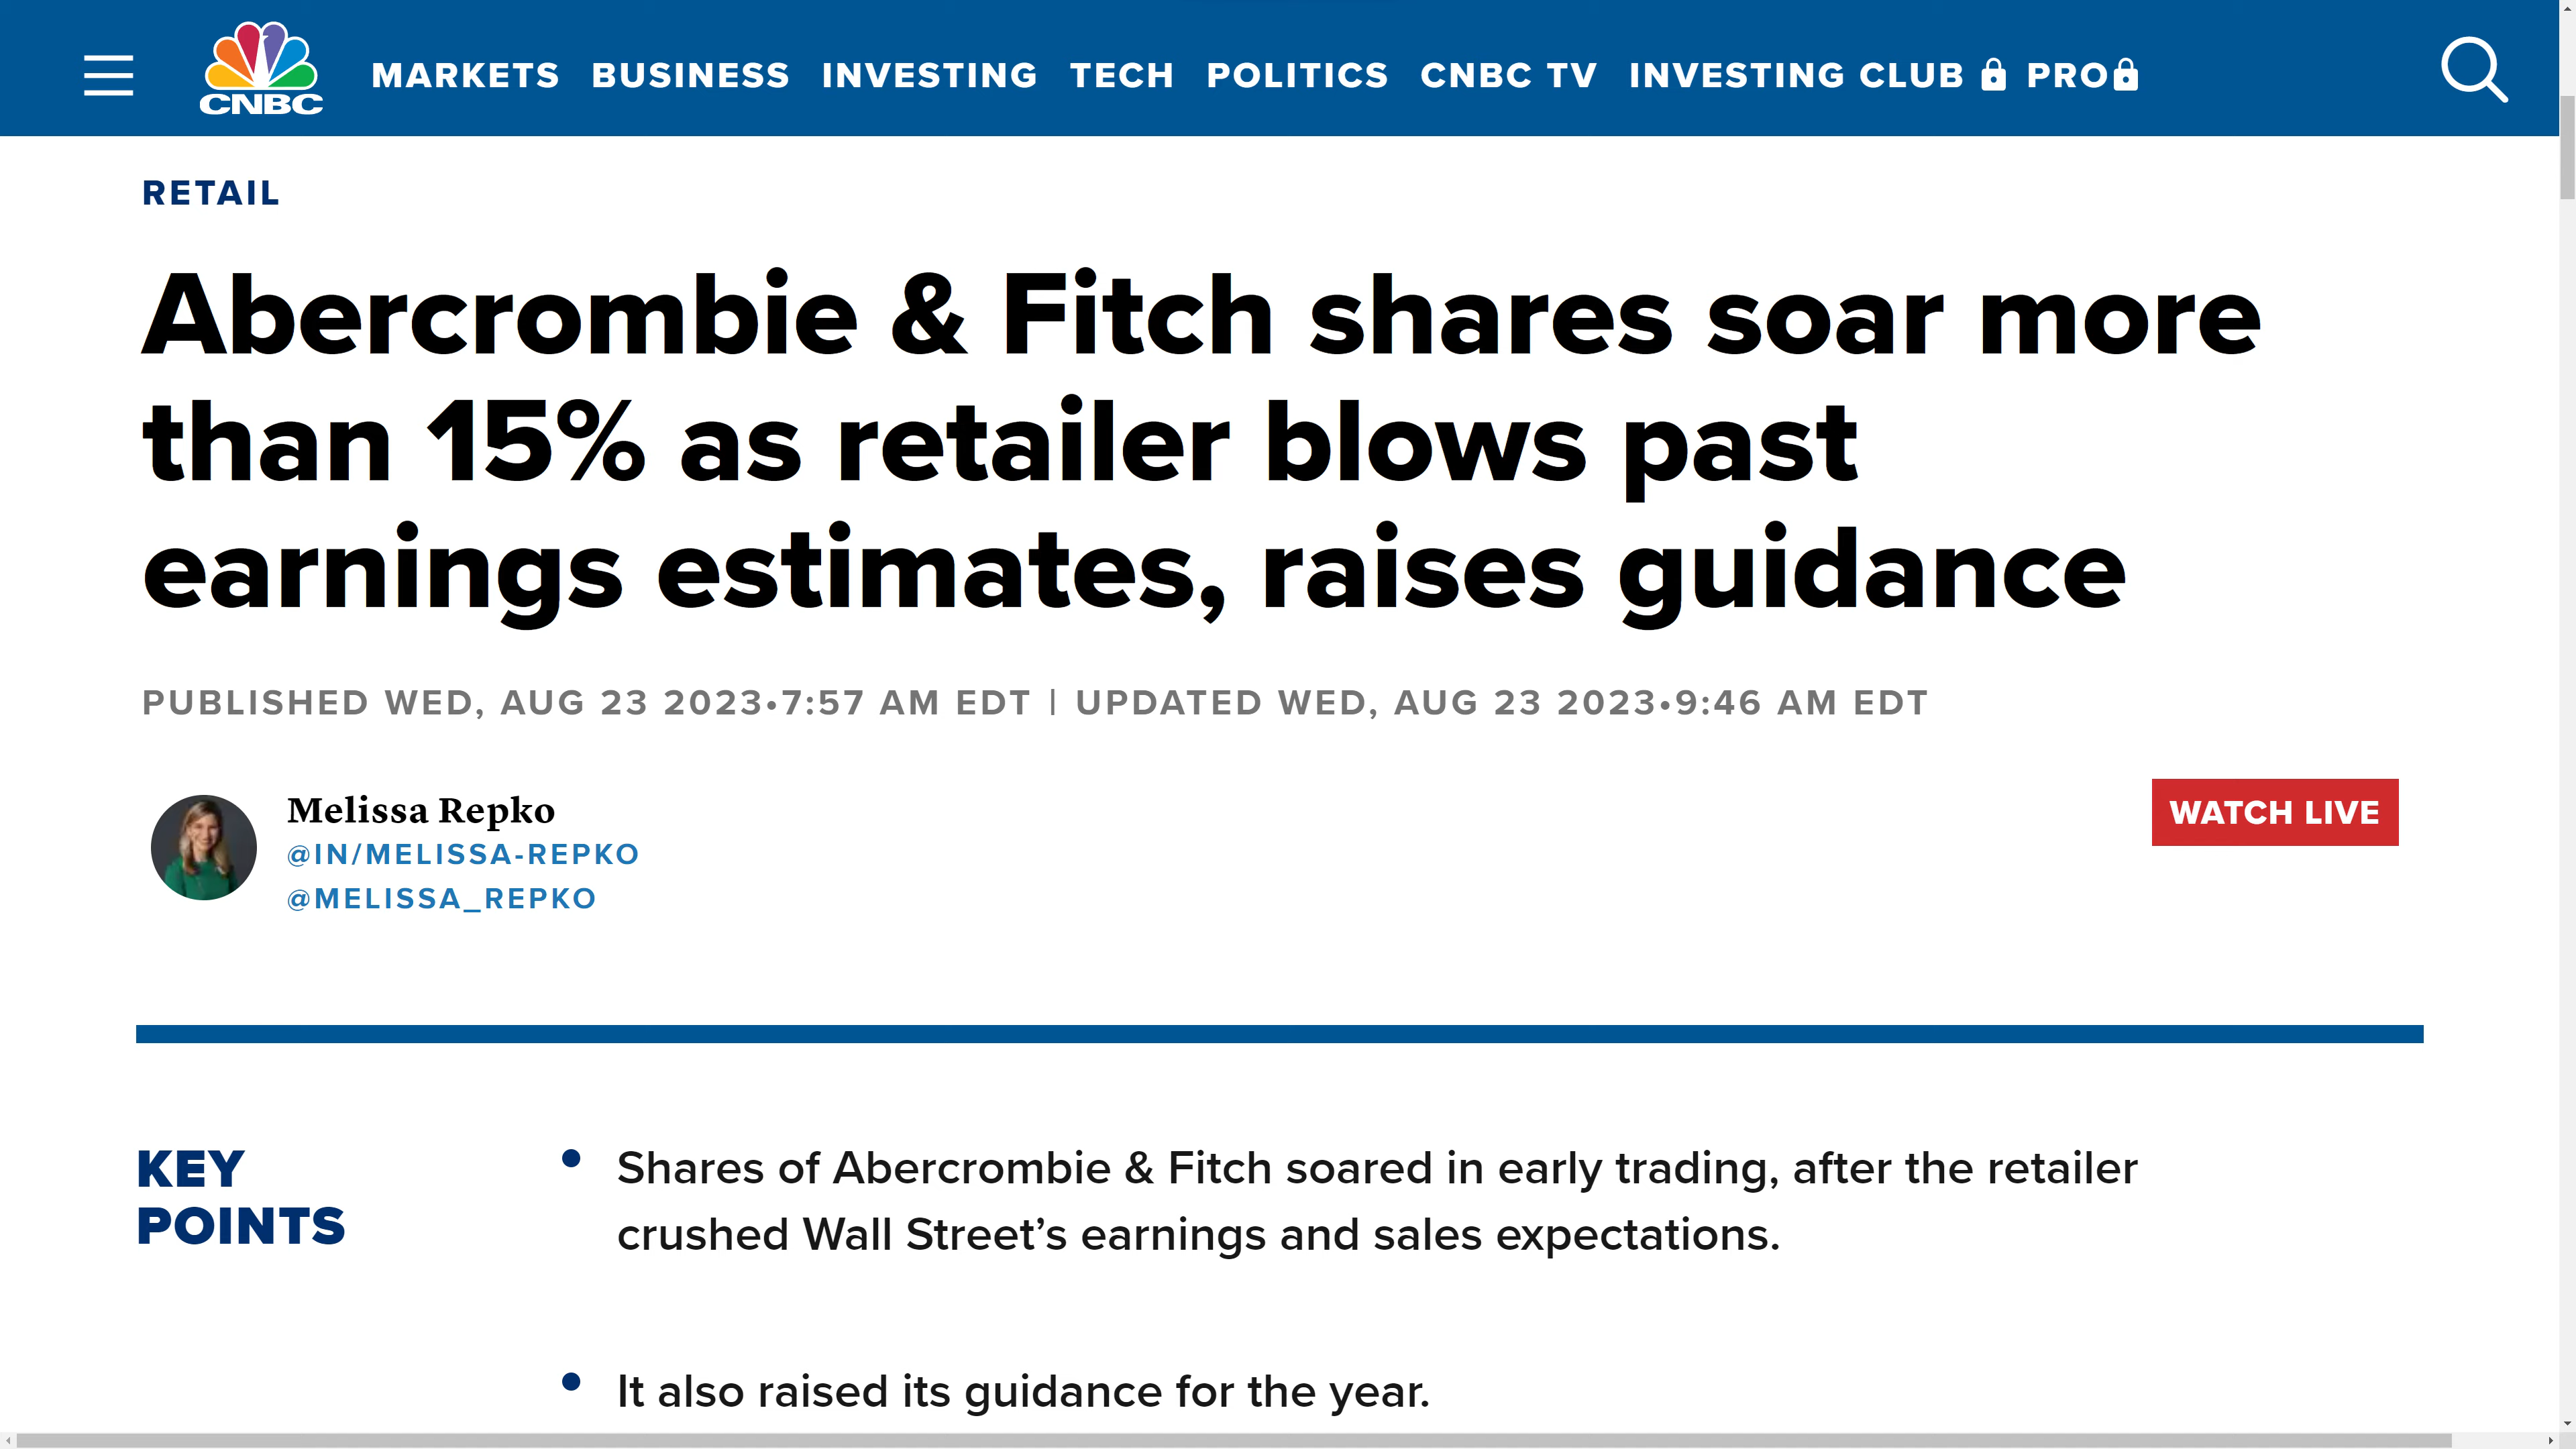 CNBC
MARKETS BUSINESS INVESTING TECH POLITICS CNBC TV INVESTING CLUB PRO
RETAIL
Abercrombie & Fitch shares soar more
than 15% as retailer blows past
earnings estimates, raises guidance
PUBLISHED WED, AUG 23 2023•7:57 AM EDT | UPDATED WED, AUG 23 2023•9:46 AM EDT
Melissa Repko
@IN/MELISSA-REPKO
@MELISSA_REPKO
WATCH LIVE
KEY
POINTS
• Shares of Abercrombie & Fitch soared in early trading, after the retailer
crushed Wall Street’s earnings and sales expectations.
• It also raised its guidance for the year.